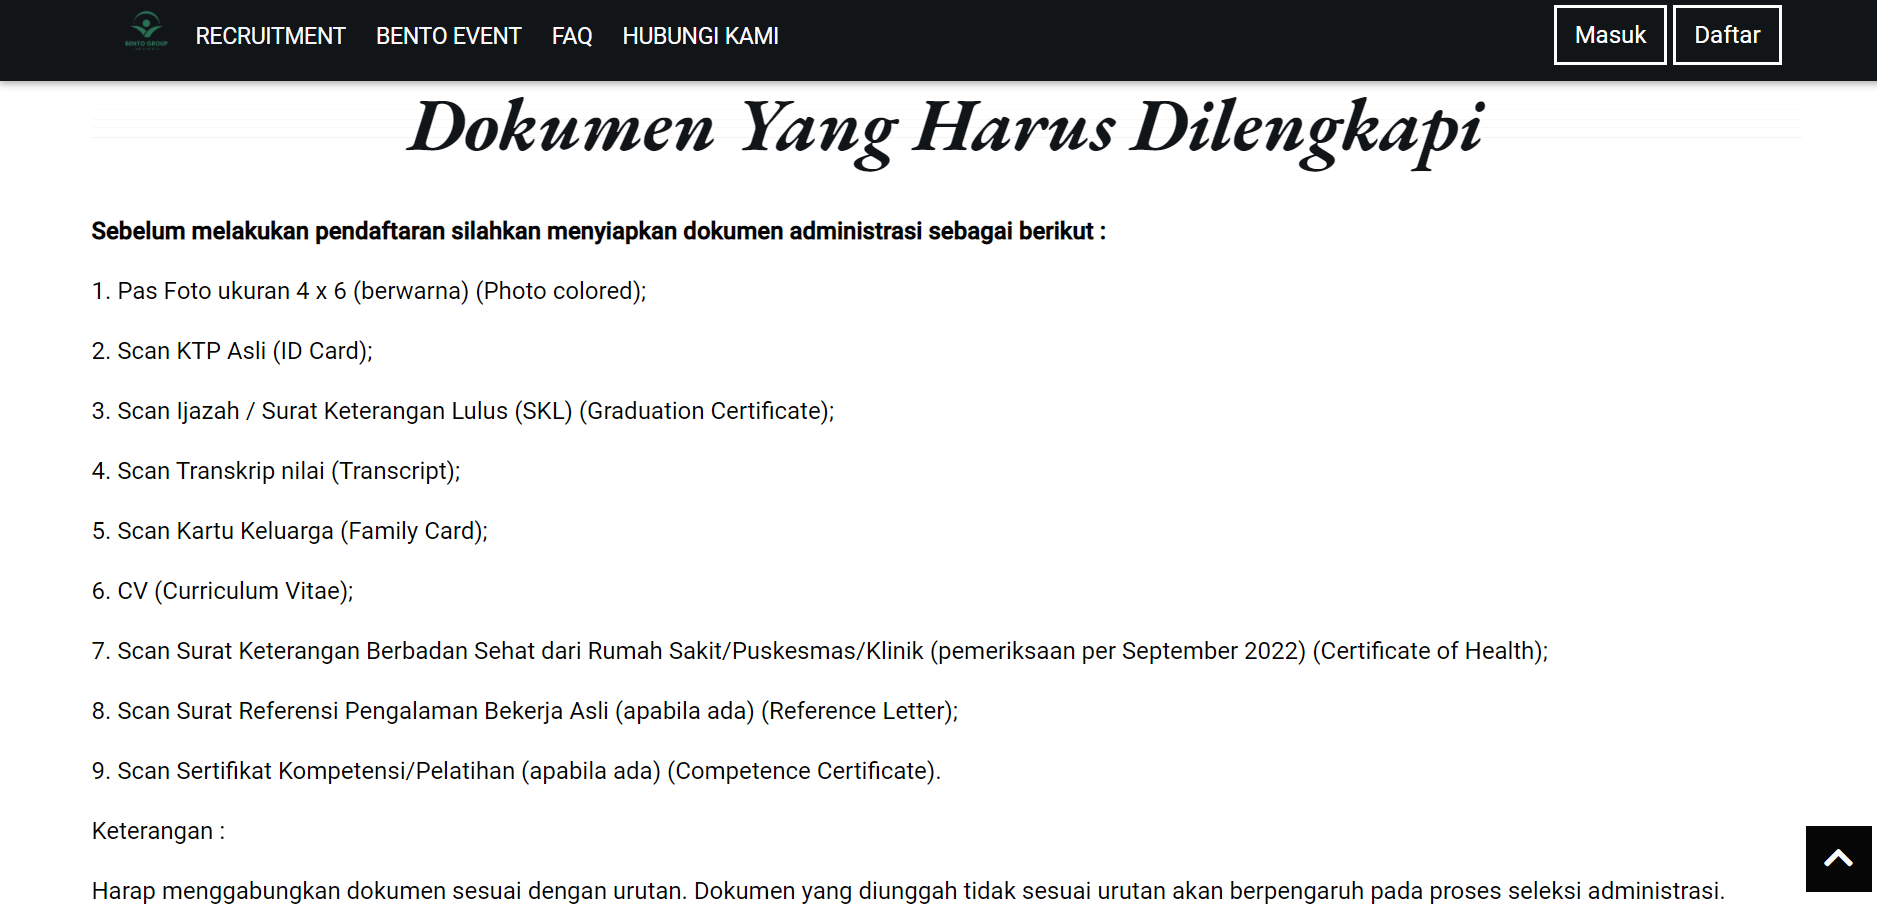 BENTO GROUP
RECRUITMENT
BENTO EVENT
FAQ
HUBUNGI KAMI
Masuk
Daftar
Dokumen Yang Harus Dilengkapi
Sebelum melakukan pendaftaran silahkan menyiapkan dokumen administrasi sebagai berikut :
1. Pas Foto ukuran 4 x 6 (berwarna) (Photo colored);
2. Scan KTP Asli (ID Card);
3. Scan Ijazah / Surat Keterangan Lulus (SKL) (Graduation Certificate);
4. Scan Transkrip nilai (Transcript);
5. Scan Kartu Keluarga (Family Card);
6. CV (Curriculum Vitae);
7. Scan Surat Keterangan Berbadan Sehat dari Rumah Sakit/Puskesmas/Klinik (pemeriksaan per September 2022) (Certificate of Health);
8. Scan Surat Referensi Pengalaman Bekerja Asli (apabila ada) (Reference Letter);
9. Scan Sertifikat Kompetensi/Pelatihan (apabila ada) (Competence Certificate).
Keterangan :
Harap menggabungkan dokumen sesuai dengan urutan. Dokumen yang diunggah tidak sesuai urutan akan berpengaruh pada proses seleksi administrasi.